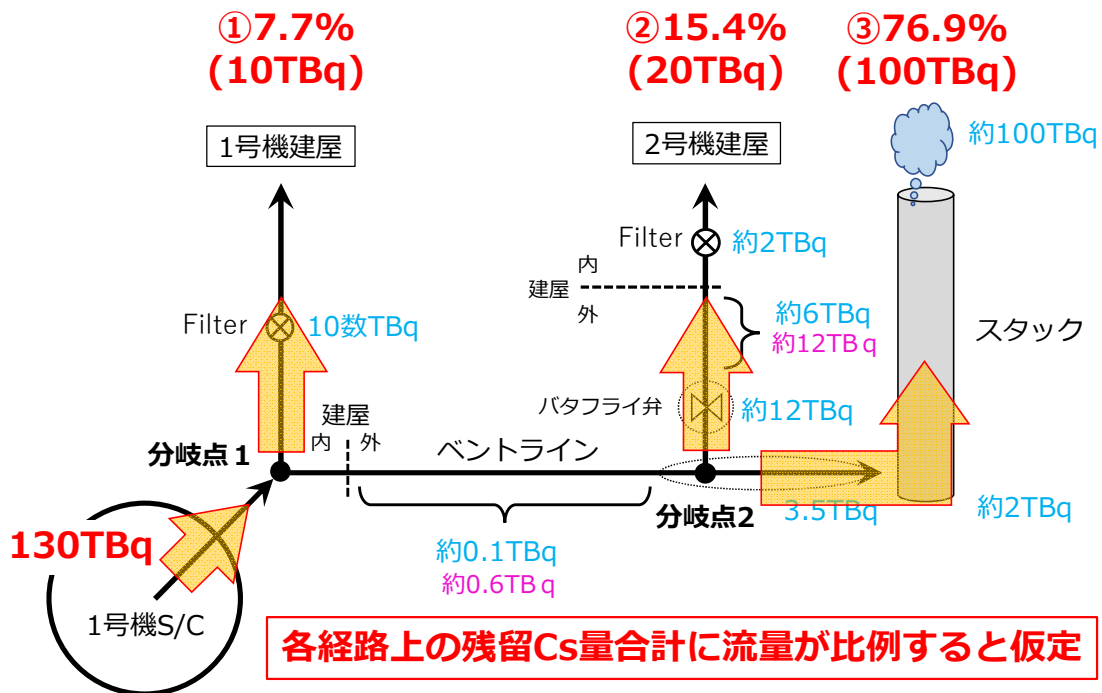 ①7.7%
(10TBq)
②15.4%
(20TBq)
③76.9%
(100TBq)
1号機建屋
2号機建屋
約100TBq
Filter
約2TBq
内
建屋
外
Filter
10数TBq
約6TBq
約12TBq
スタック
バタフライ弁
約12TBq
建屋
内 外
ベントライン
分岐点1
分岐点2
3.5TBq
約2TBq
130TBq
約0.1TBq
約0.6TBq
1号機S/C
各経路上の残留Cs量合計に流量が比例すると仮定